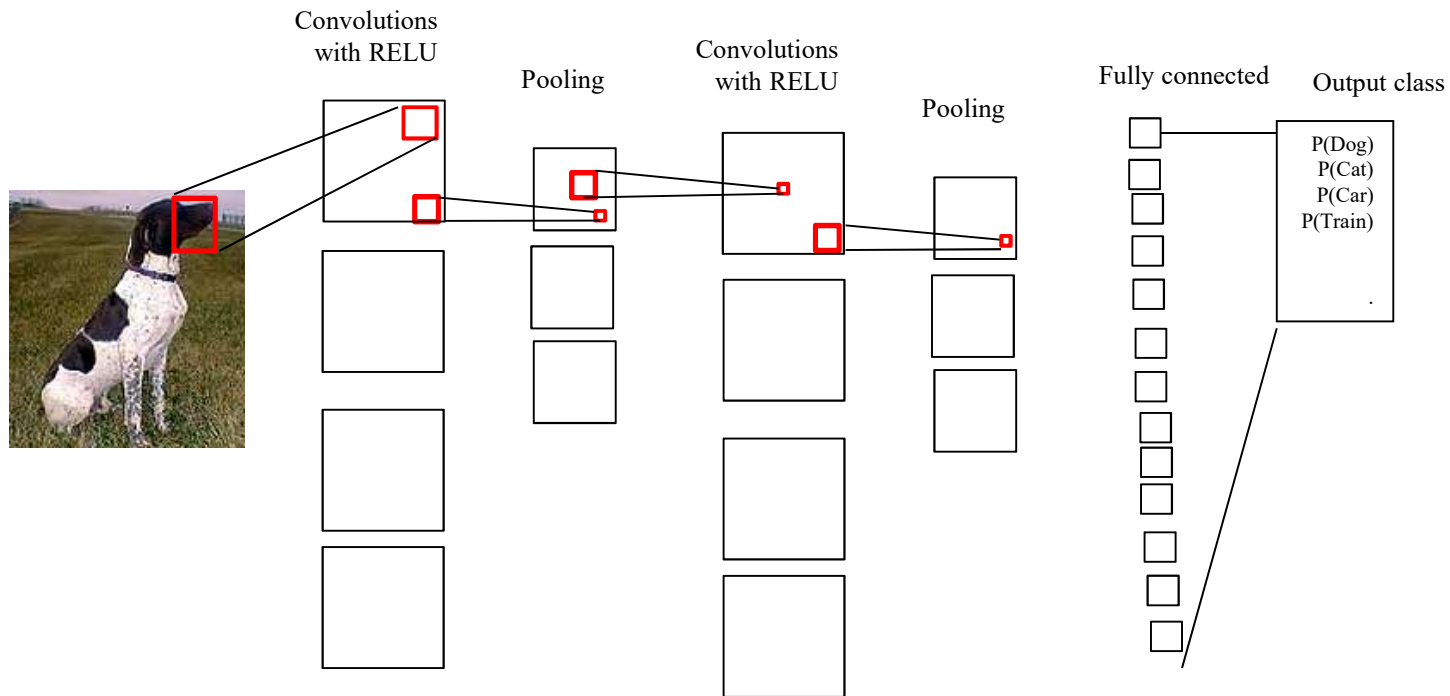 Convolutions
with RELU
Pooling
Convolutions
with RELU
Pooling
Fully connected
Output class
P(Dog)
P(Cat)
P(Car)
P(Train)
.